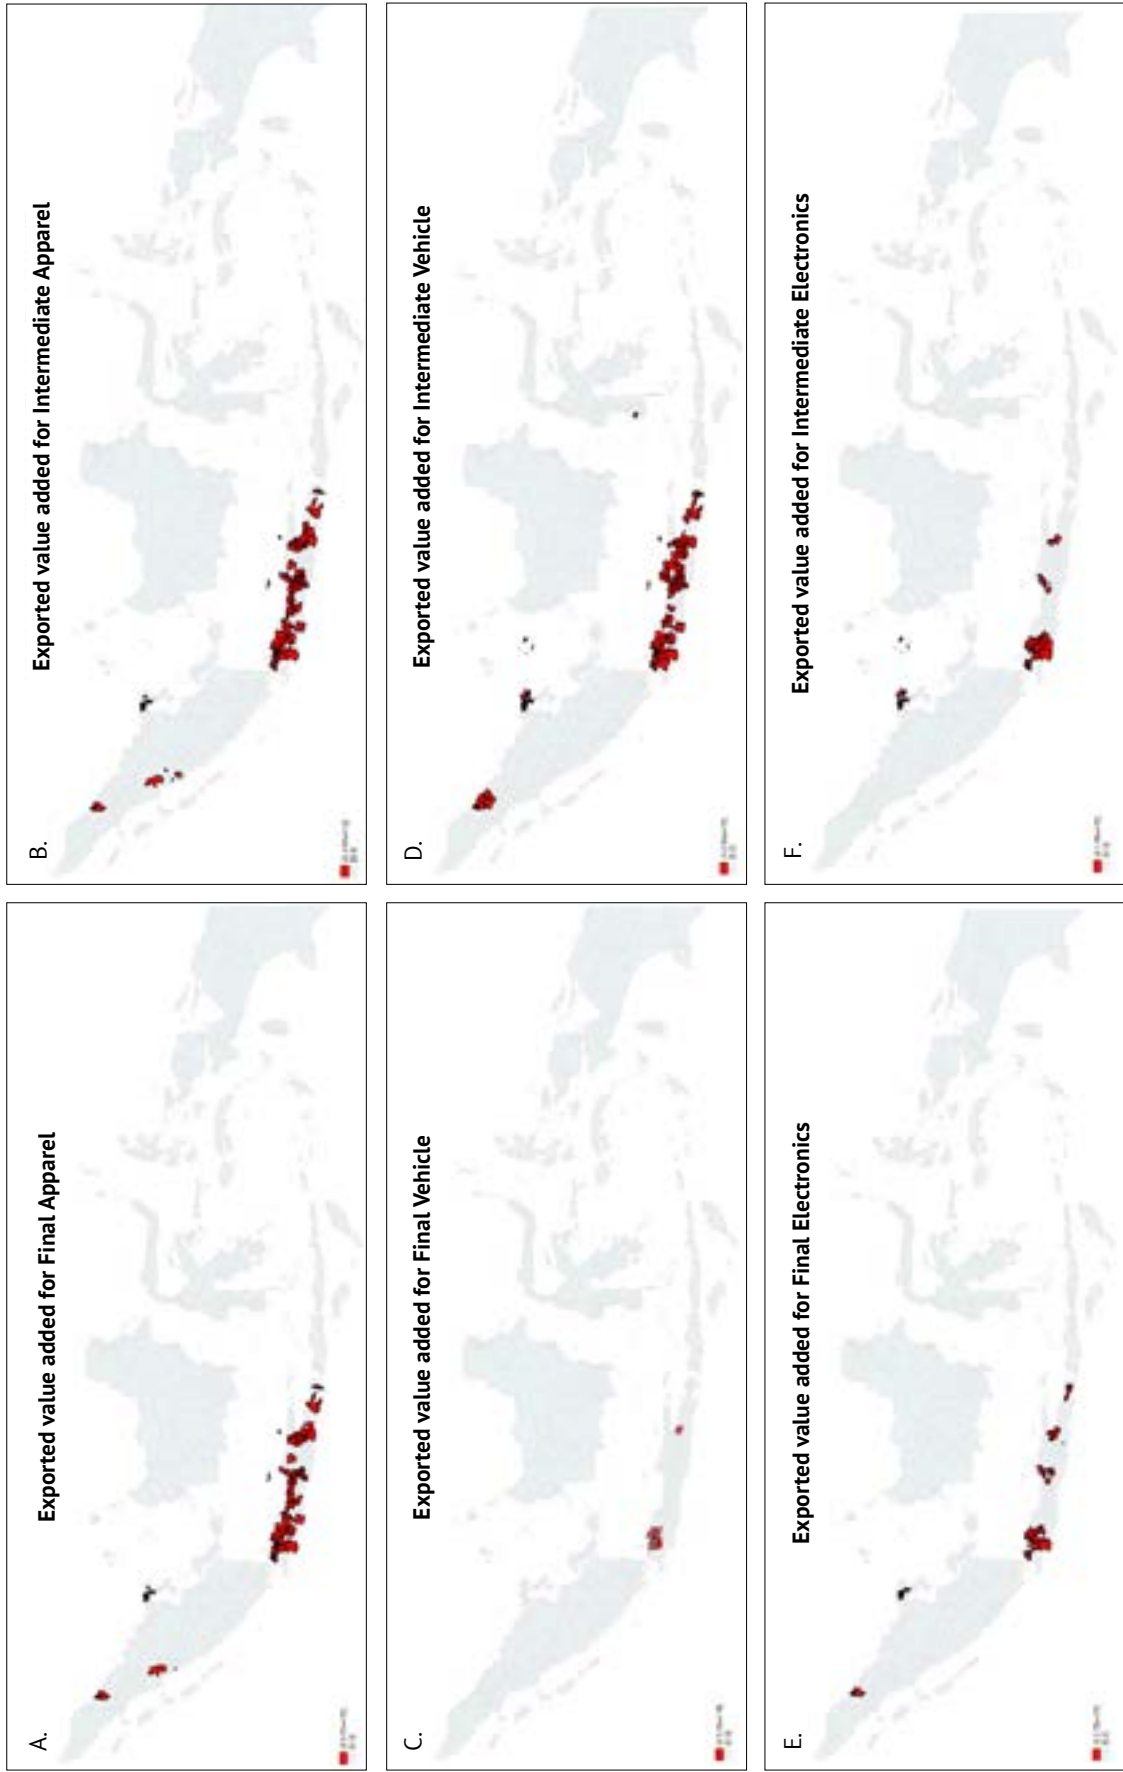 A.
Exported value added for Final Apparel
B.
Exported value added for Intermediate Apparel
C.
Exported value added for Final Vehicle
D.
Exported value added for Intermediate Vehicle
E.
Exported value added for Final Electronics
F.
Exported value added for Intermediate Electronics